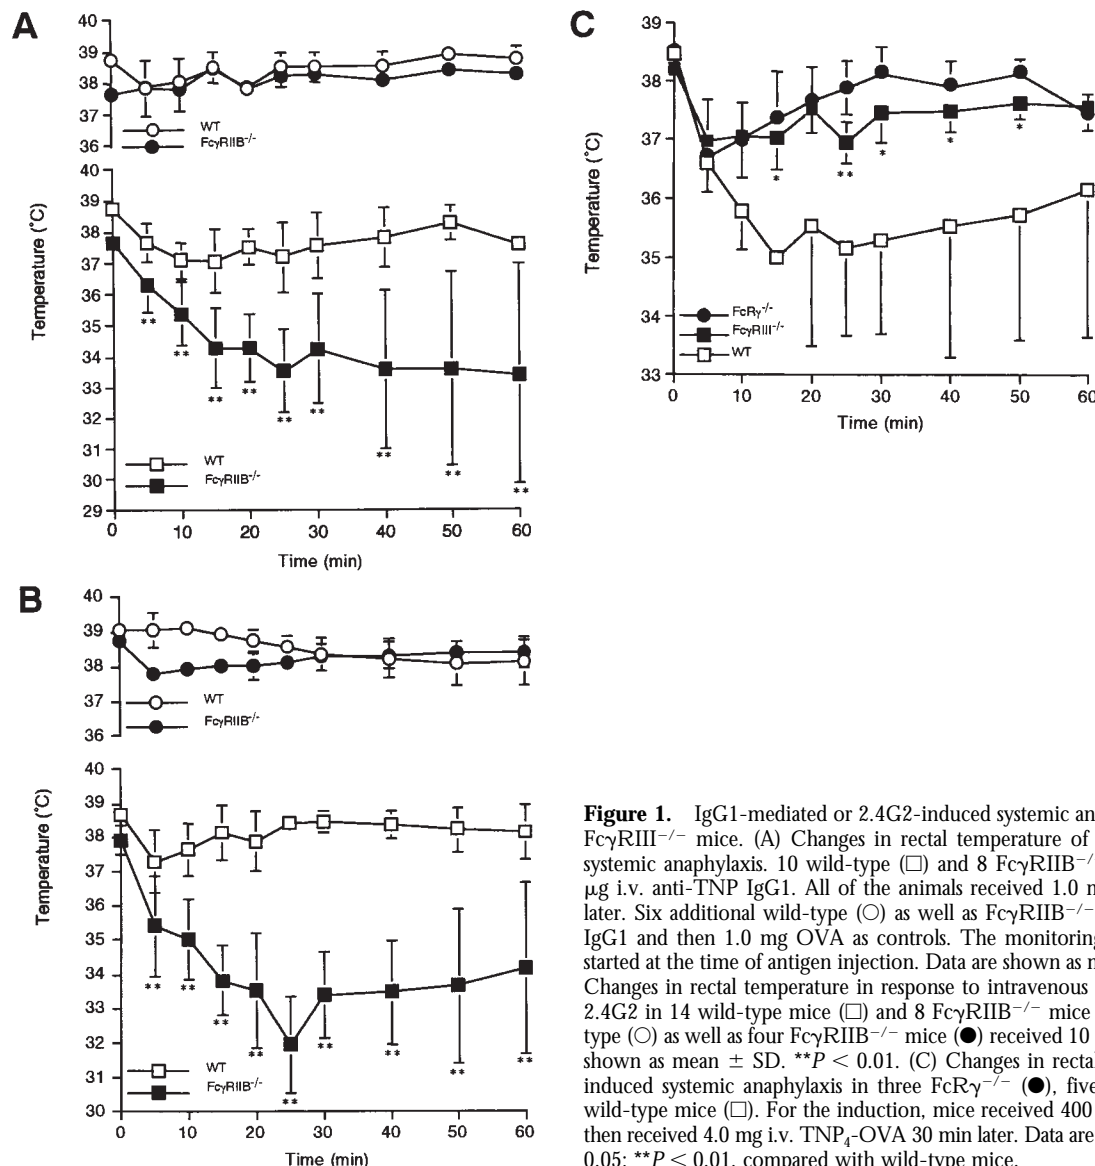 A
40
39
38
37
36
WT
FcγRIIB-/-
40
39
38
37
36
35
34
33
32
31
30
29
Temperature (˚C)
**
**
**
**
**
**
**
**
**
WT
FcγRIIB-/-
0 10 20 30 40 50 60
Time (min)
B
40
39
38
37
36
WT
FcγRIIB-/-
40
39
38
37
36
35
34
33
32
31
30
Temperature (˚C)
**
**
**
**
**
**
**
**
**
WT
FcγRIIB-/-
0 10 20 30 40 50 60
Time (min)
C
39
38
37
36
35
34
33
Temperature (˚C)
*
**
*
*
*
FcRγ-/-
FcγRIII-/-
WT
0 10 20 30 40 50 60
Time (min)
Figure 1. IgG1-mediated or 2.4G2-induced systemic an
FcγRIII−/− mice. (A) Changes in rectal temperature of
systemic anaphylaxis. 10 wild-type (□) and 8 FcγRIIB−/
μg i.v. anti-TNP IgG1. All of the animals received 1.0 m
later. Six additional wild-type (○) as well as FcγRIIB−/−
IgG1 and then 1.0 mg OVA as controls. The monitoring
started at the time of antigen injection. Data are shown as m
Changes in rectal temperature in response to intravenous
2.4G2 in 14 wild-type mice (□) and 8 FcγRIIB−/− mice
type (○) as well as four FcγRIIB−/− mice (●) received 10
shown as mean ± SD. **P < 0.01. (C) Changes in rectal
induced systemic anaphylaxis in three FcRγ−/− (●), five
wild-type mice (□). For the induction, mice received 400
then received 4.0 mg i.v. TNP4-OVA 30 min later. Data are
0.05; **P < 0.01, compared with wild-type mice.